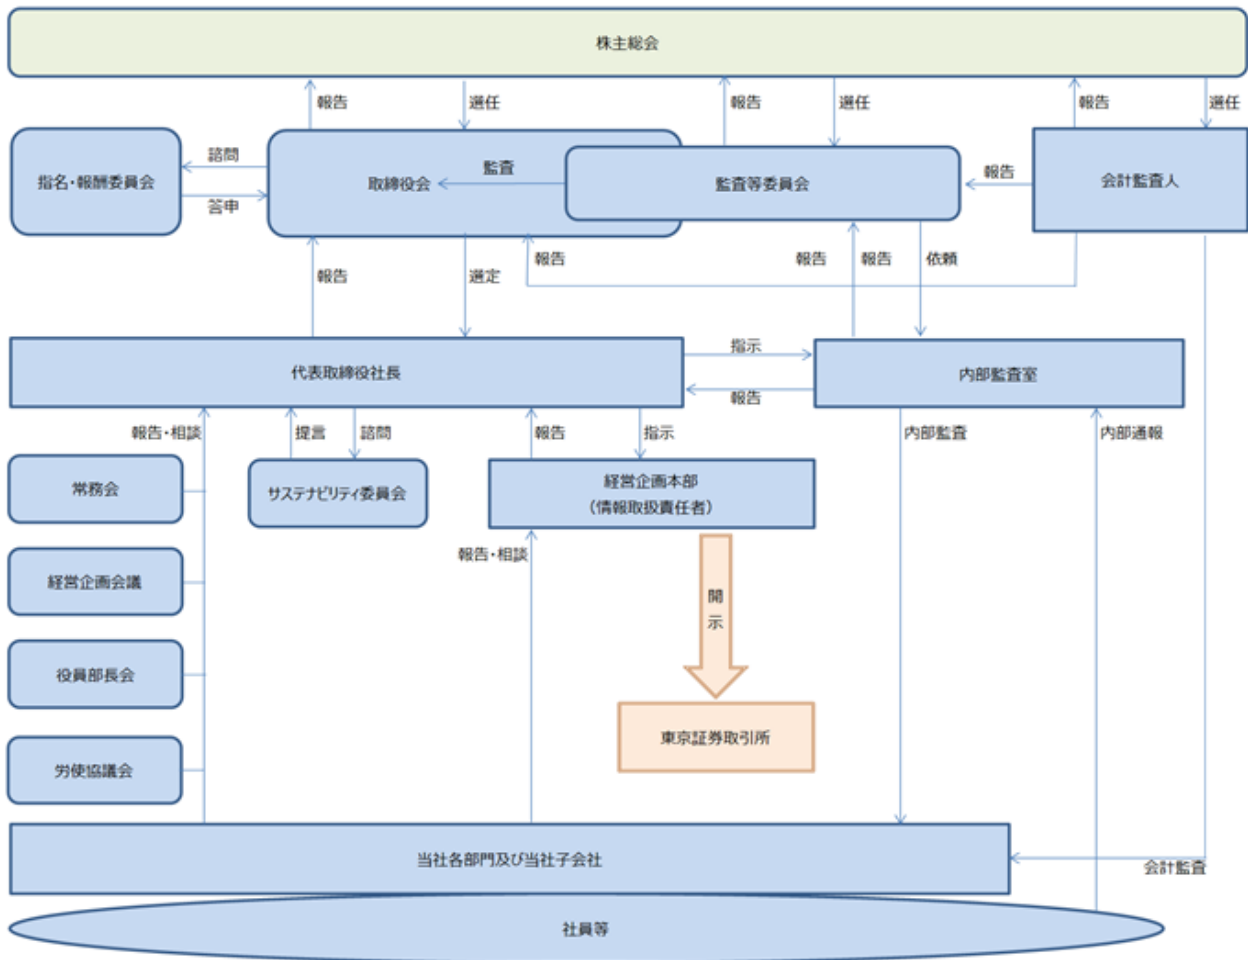 株主総会
報告
選任
報告
選任
報告
選任
指名・報酬委員会
諮問
答申
取締役会
監査
監査等委員会
報告
会計監査人
報告
選定
報告
報告
報告
依頼
代表取締役社長
指示
報告
内部監査室
報告・相談
提言
諮問
報告
指示
内部監査
内部通報
常務会
サステナビリティ委員会
経営企画本部
（情報取扱責任者）
報告・相談
経営企画会議
開
示
役員部長会
東京証券取引所
労使協議会
当社各部門及び当社子会社
会計監査
社員等